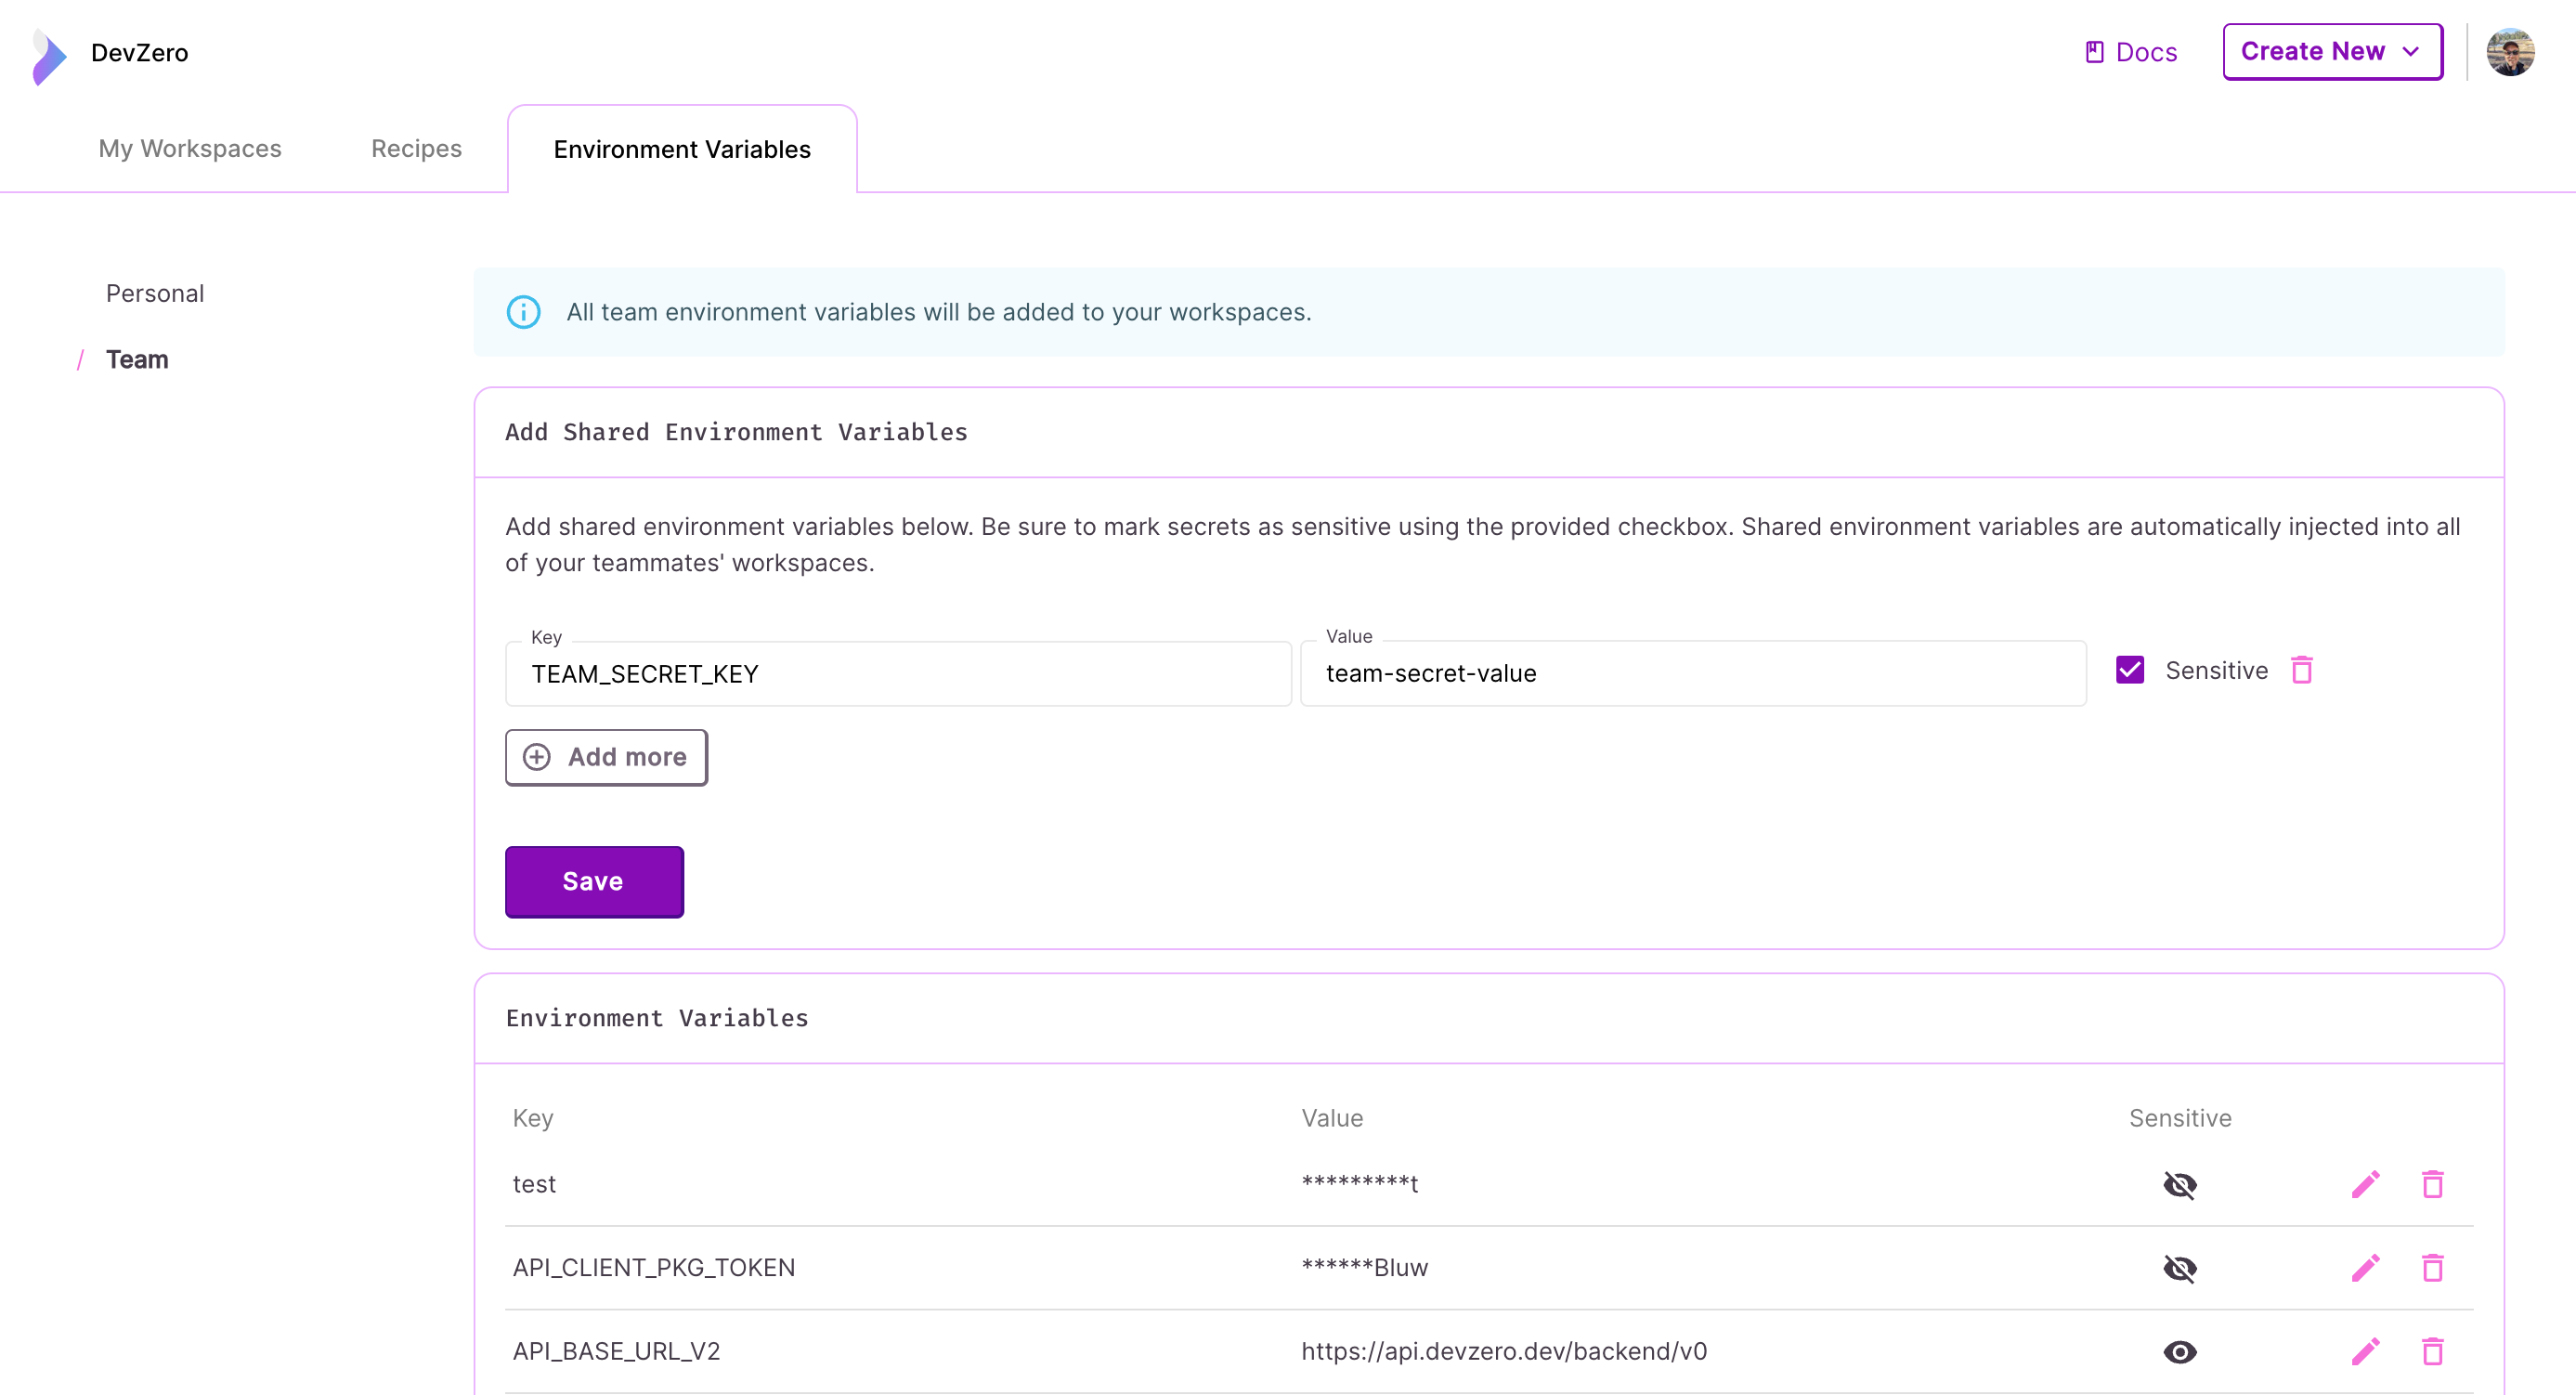 DevZero
Docs
Create New
My Workspaces
Recipes
Environment Variables
Personal
/ Team
All team environment variables will be added to your workspaces.
Add Shared Environment Variables
Add shared environment variables below. Be sure to mark secrets as sensitive using the provided checkbox. Shared environment variables are automatically injected into all
of your teammates' workspaces.
Key
Value
TEAM_SECRET_KEY
team-secret-value
Sensitive
Add more
Save
Environment Variables
Key Value Sensitive
test *********t
API_CLIENT_PKG_TOKEN ******Bluw
API_BASE_URL_V2 https://api.devzero.dev/backend/v0